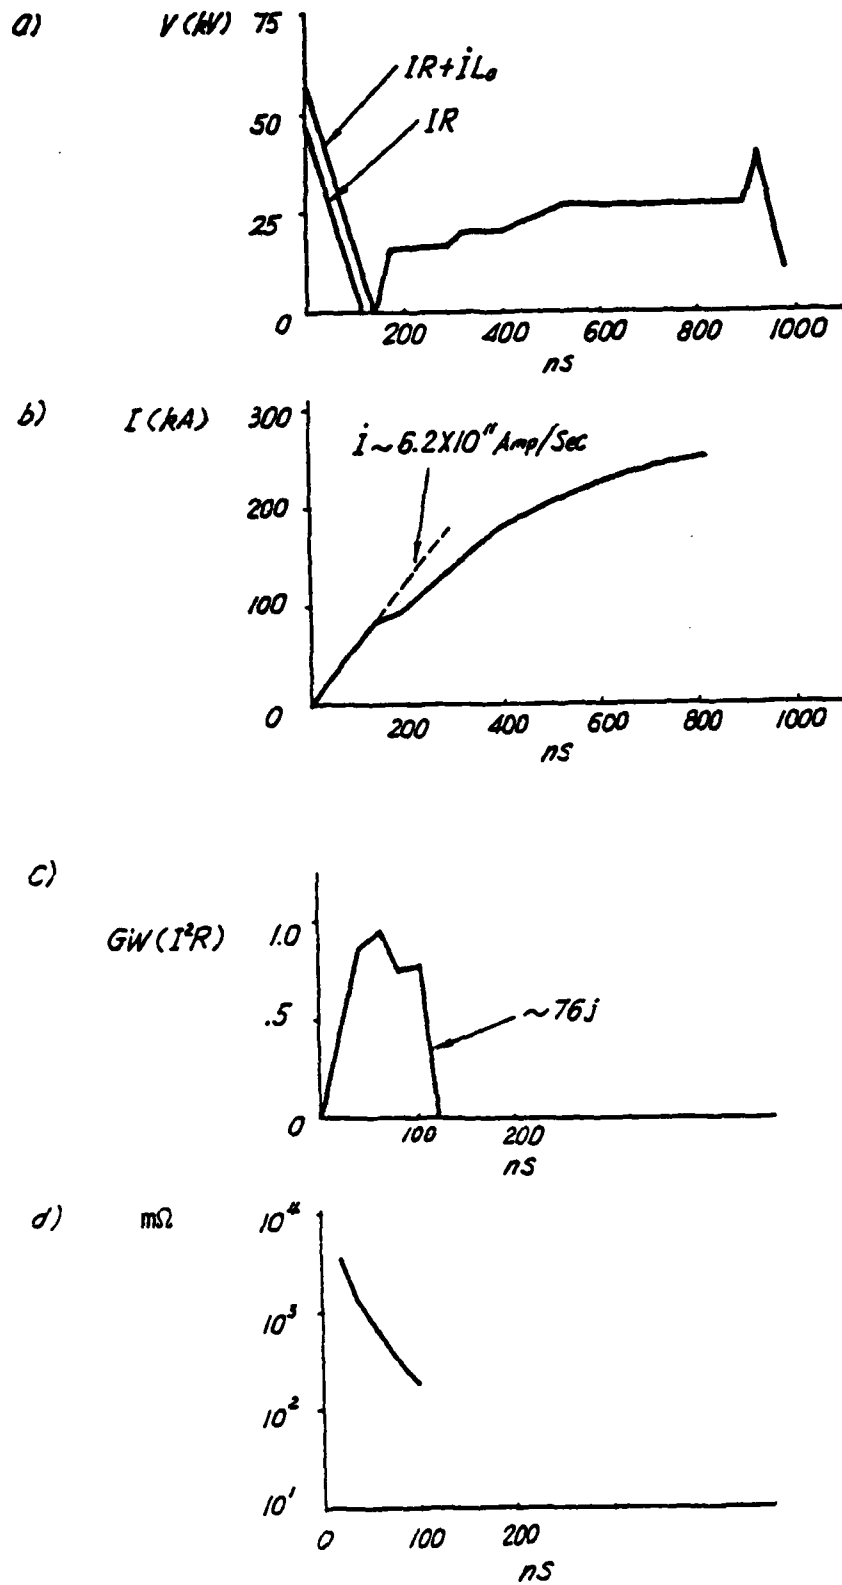 a)
V (kV)
75
50
25
0
IR + i̇L₀
IR
200 400 600 800 1000
ns
b)
I (kA)
300
200
100
0
i̇ ~ 6.2X10" Amp/Sec
200 400 600 800 1000
ns
c)
GW (I²R)
1.0
.5
0
~76j
100 200
ns
d)
mΩ
10⁴
10³
10²
10'
0 100 200
ns